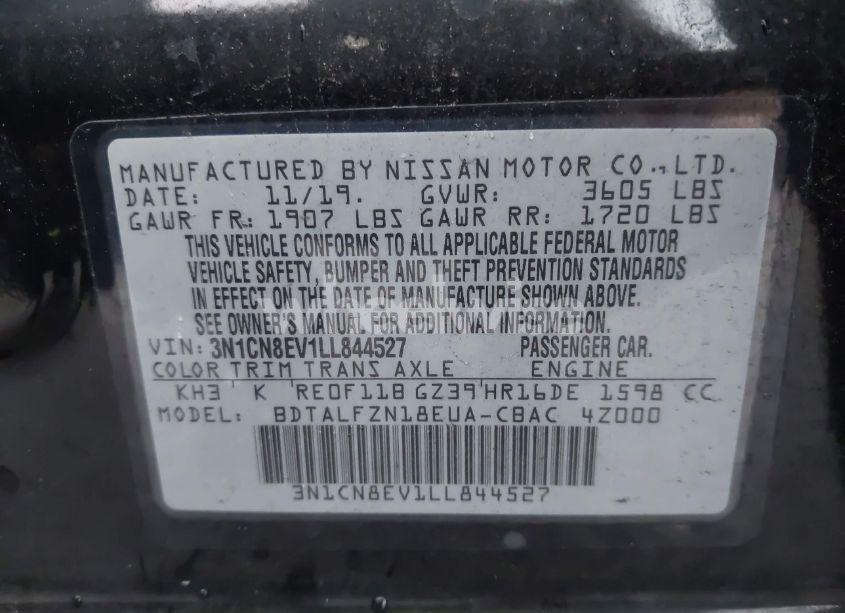 MANUFACTURED BY NISSAN MOTOR CO., LTD.
DATE: 11/19. GVWR: 3605 LBS
GAWR FR: 1907 LBS GAWR RR: 1720 LBS
THIS VEHICLE CONFORMS TO ALL APPLICABLE FEDERAL MOTOR
VEHICLE SAFETY, BUMPER AND THEFT PREVENTION STANDARDS
IN EFFECT ON THE DATE OF MANUFACTURE SHOWN ABOVE.
SEE OWNER'S MANUAL FOR ADDITIONAL INFORMATION.
VIN: 3N1CN8EV1LL844527 PASSENGER CAR.
COLOR TRIM TRANS AXLE ENGINE
KH3 K RE0F11B GZ39 HR16DE 1598 CC
MODEL: BDTALFZN18EUA-CBAC 4Z000
3N1CN8EV1LL844527